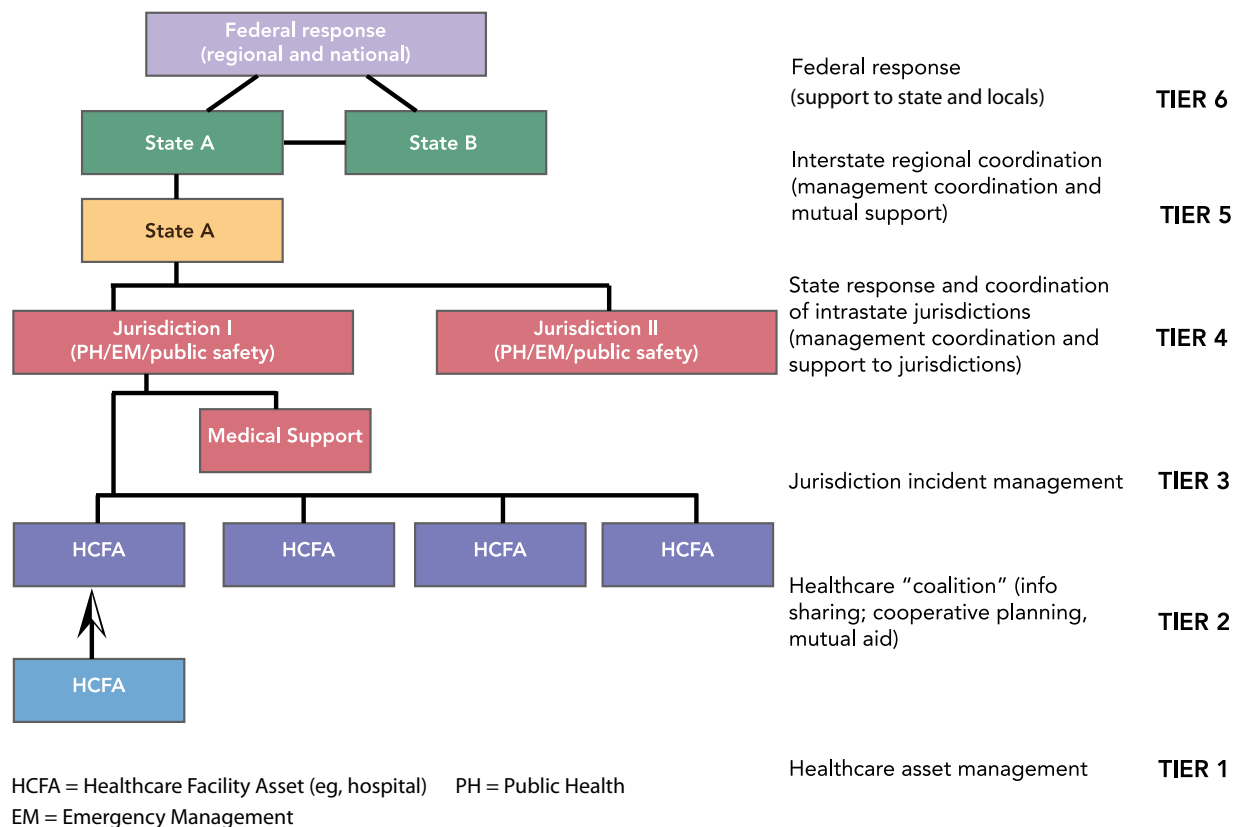 Federal response
(regional and national)
State A
State B
State A
Jurisdiction I
(PH/EM/public safety)
Jurisdiction II
(PH/EM/public safety)
Medical Support
HCFA
HCFA
HCFA
HCFA
HCFA
Federal response
(support to state and locals)
TIER 6
Interstate regional coordination
(management coordination and
mutual support)
TIER 5
State response and coordination
of intrastate jurisdictions
(management coordination and
support to jurisdictions)
TIER 4
Jurisdiction incident management
TIER 3
Healthcare “coalition” (info
sharing; cooperative planning,
mutual aid)
TIER 2
Healthcare asset management
TIER 1
HCFA = Healthcare Facility Asset (eg, hospital) PH = Public Health
EM = Emergency Management